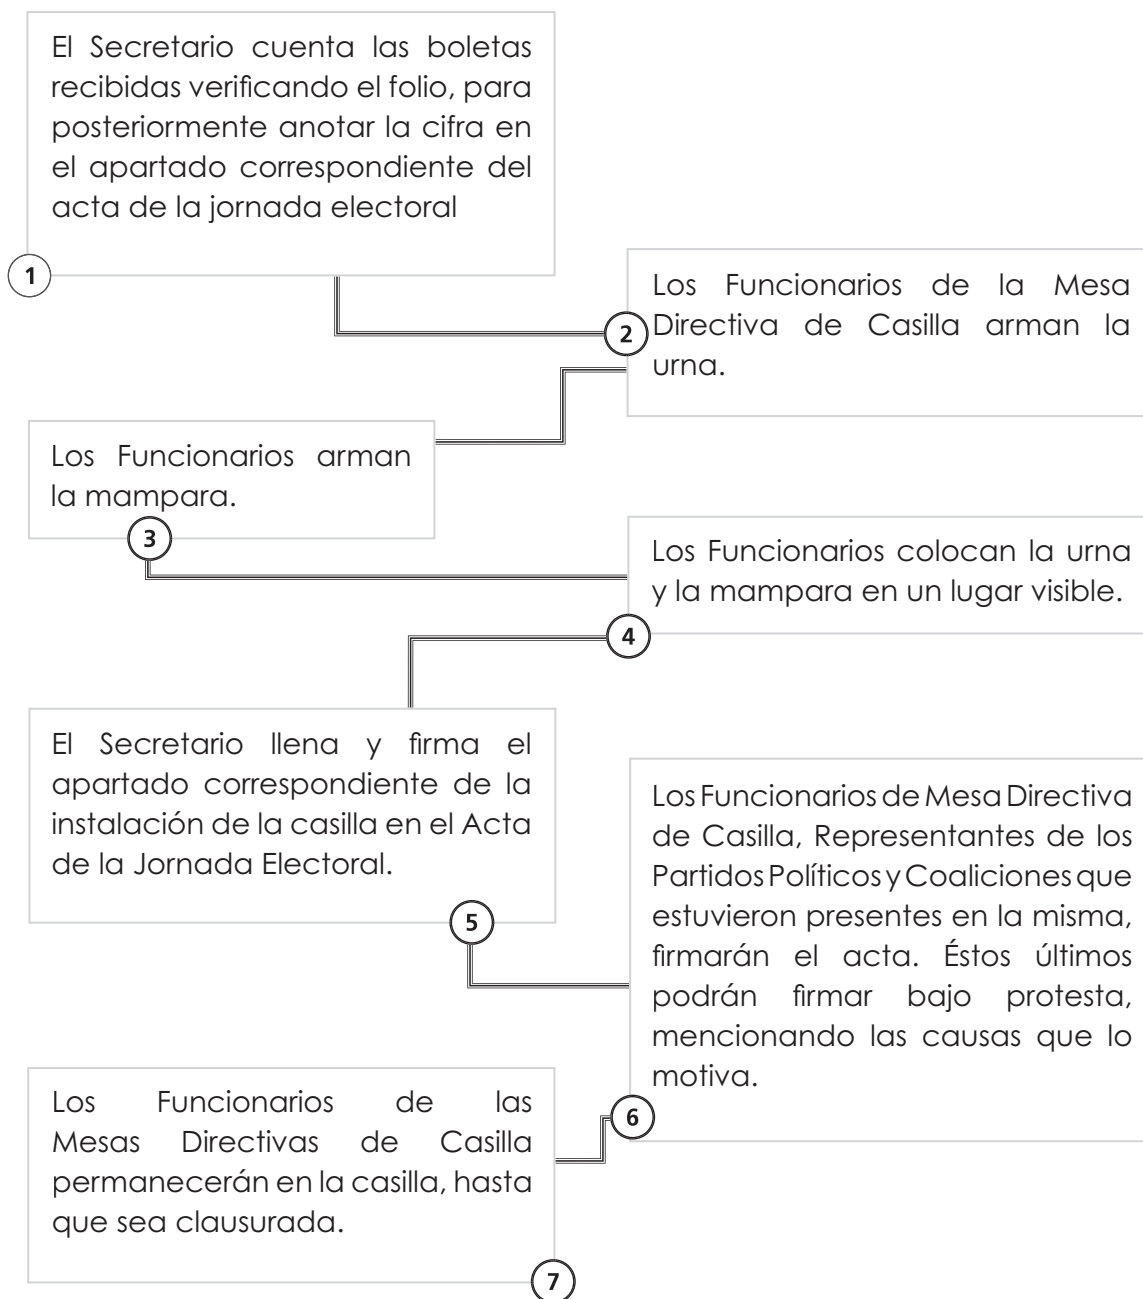 El Secretario cuenta las boletas
recibidas verificando el folio, para
posteriormente anotar la cifra en
el apartado correspondiente del
acta de la jornada electoral
1
Los Funcionarios de la Mesa
Directiva de Casilla arman la
urna.
2
Los Funcionarios arman
la mampara.
3
Los Funcionarios colocan la urna
y la mampara en un lugar visible.
4
El Secretario llena y firma el
apartado correspondiente de la
instalación de la casilla en el Acta
de la Jornada Electoral.
5
Los Funcionarios de Mesa Directiva
de Casilla, Representantes de los
Partidos Políticos y Coaliciones que
estuvieron presentes en la misma,
firmarán el acta. Éstos últimos
podrán firmar bajo protesta,
mencionando las causas que lo
motiva.
6
Los Funcionarios de las
Mesas Directivas de Casilla
permanecerán en la casilla, hasta
que sea clausurada.
7